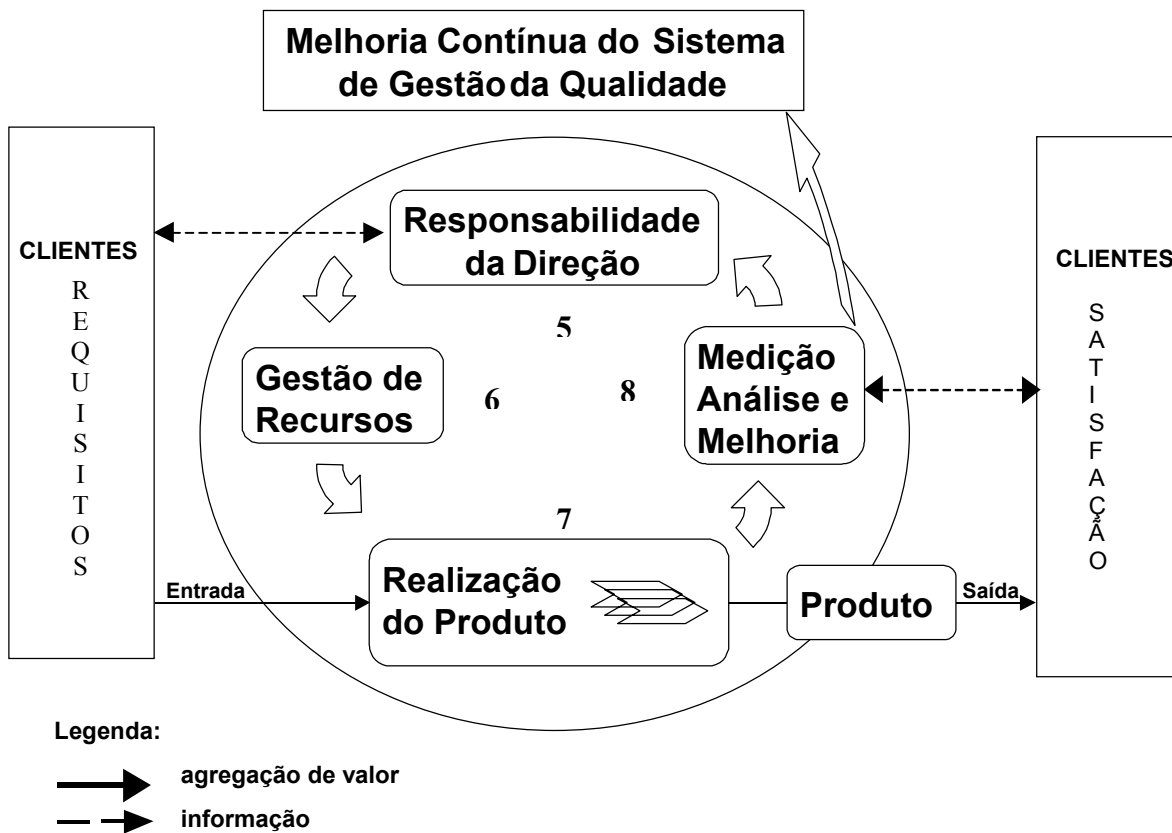 Melhoria Contínua do Sistema
de Gestão da Qualidade
CLIENTES
R
E
Q
U
I
S
I
T
O
S
Responsabilidade
da Direção
CLIENTES
S
A
T
I
S
F
A
Ç
Ã
O
5
Gestão de
Recursos
6
8
Medição
Análise e
Melhoria
7
Entrada
Realização
do Produto
Produto
Saída
Legenda:
agregação de valor
informação